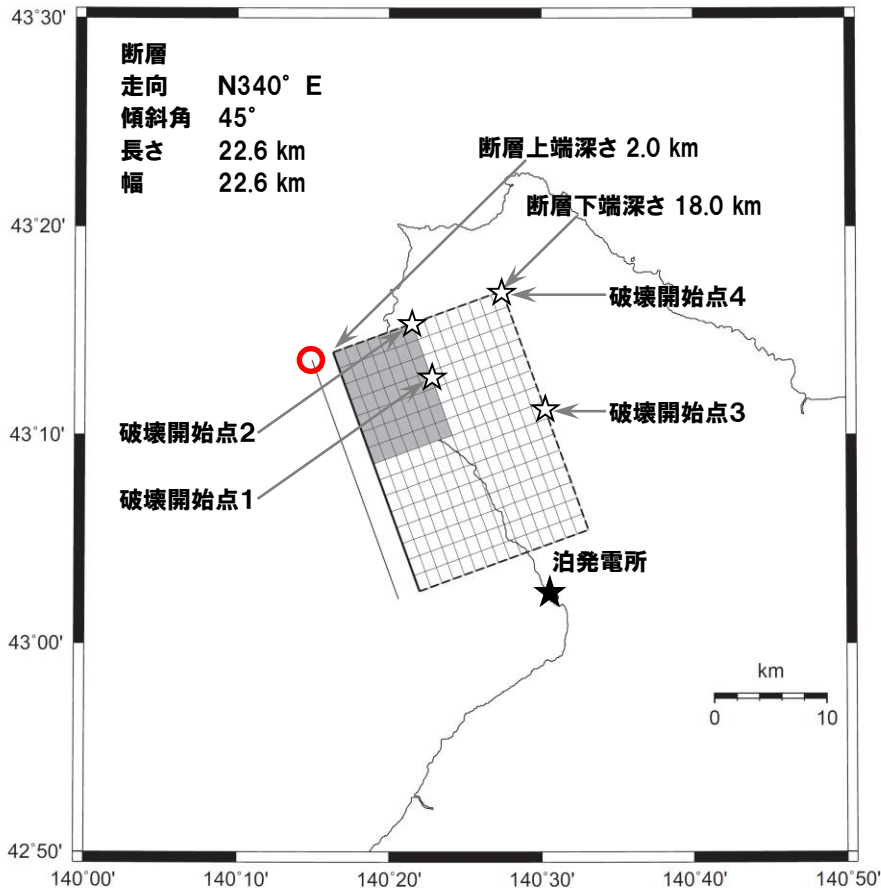 43°30'
断層
走向 N340° E
傾斜角 45°
長さ 22.6 km
幅 22.6 km
断層上端深さ 2.0 km
断層下端深さ 18.0 km
43°20'
破壊開始点4
破壊開始点3
破壊開始点2
43°10'
破壊開始点1
泊発電所
43°00'
km
0 10
42°50'
140°00' 140°10' 140°20' 140°30' 140°40' 140°50'